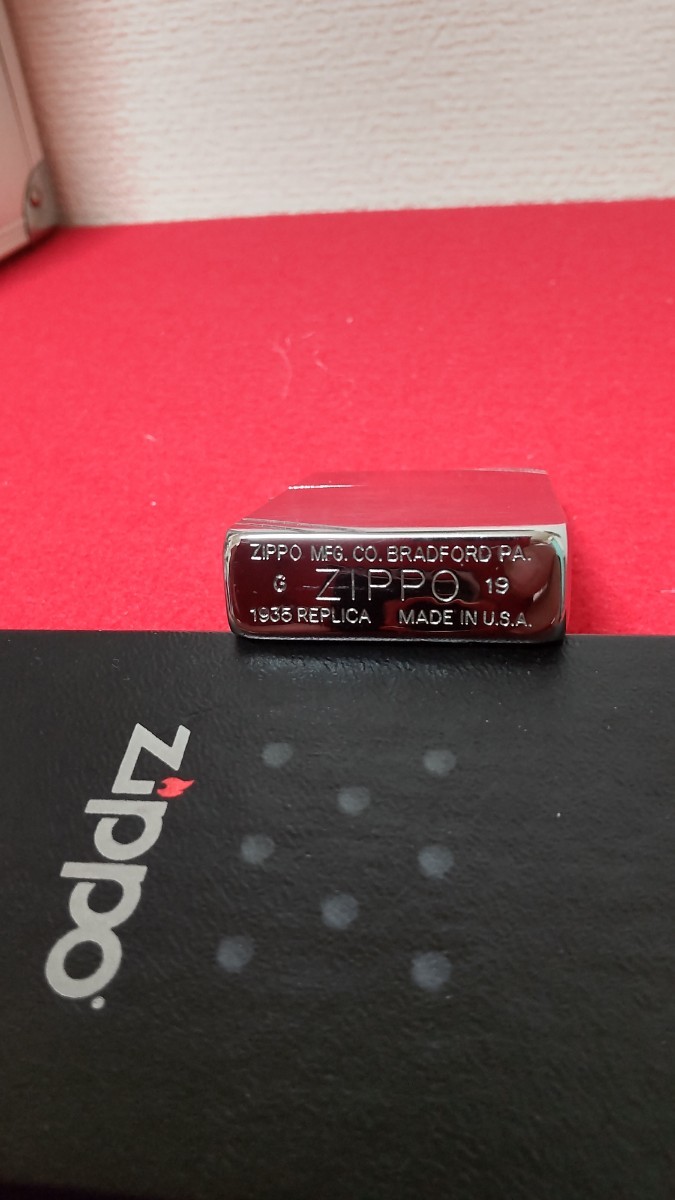 ZIPPO MFG. CO. BRADFORD PA.
G ZIPPO 19
1935 REPLICA MADE IN U.S.A.
zippo.